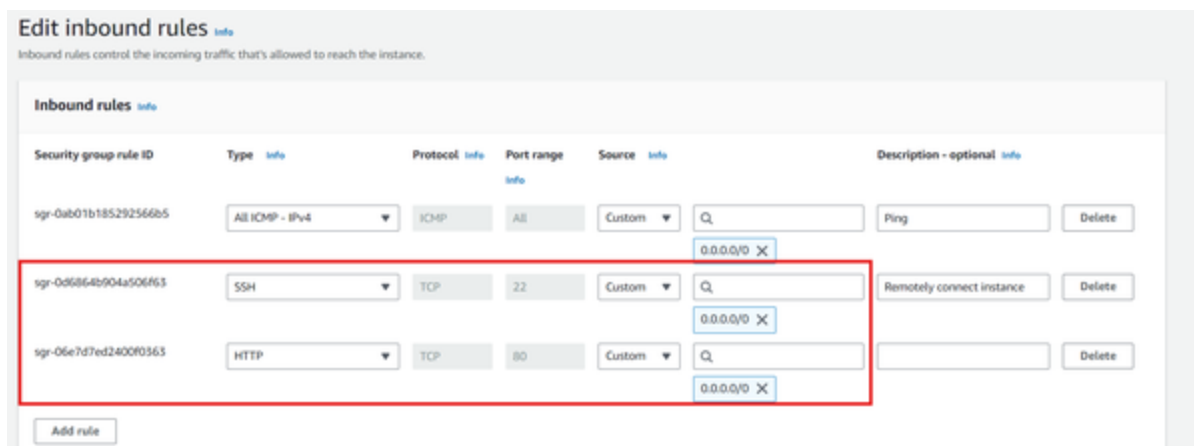 Edit inbound rules Info
Inbound rules control the incoming traffic that's allowed to reach the instance.
Inbound rules Info
Security group rule ID Type Info Protocol Info Port range Info Source Info Description - optional Info
sgr-0ab01b185292566b5 All ICMP - IPv4 ICMP All Custom Ping Delete
0.0.0.0/0
sgr-0d6864b904a506f63 SSH TCP 22 Custom Remotely connect instance Delete
0.0.0.0/0
sgr-06e7d7ed2400f0363 HTTP TCP 80 Custom Delete
0.0.0.0/0
Add rule